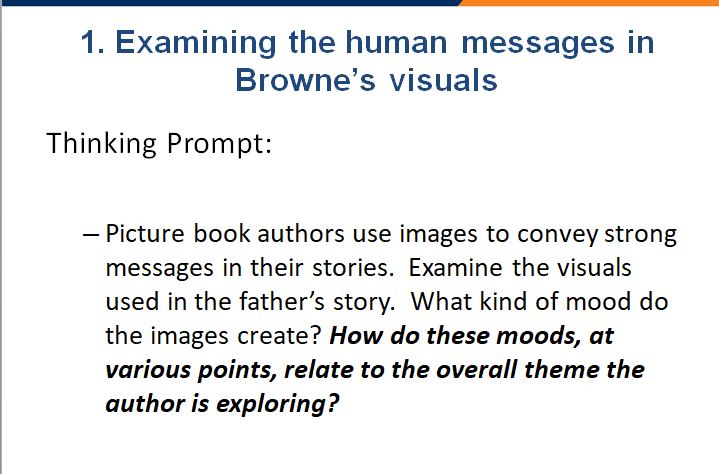 1. Examining the human messages in
Browne’s visuals
Thinking Prompt:
– Picture book authors use images to convey strong
messages in their stories.  Examine the visuals
used in the father’s story.  What kind of mood do
the images create? How do these moods, at
various points, relate to the overall theme the
author is exploring?